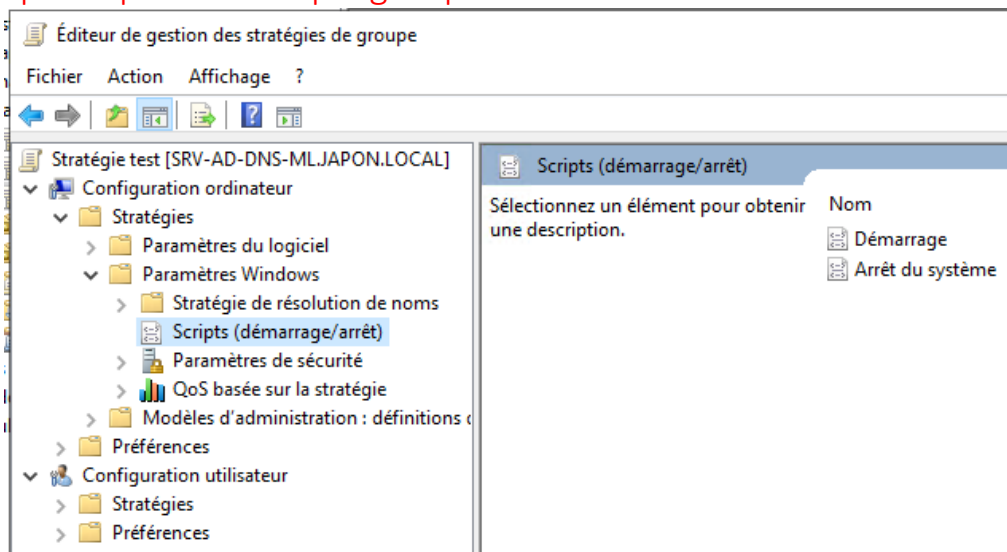 Éditeur de gestion des stratégies de groupe
Fichier Action Affichage ?
Stratégie test [SRV-AD-DNS-ML.JAPON.LOCAL]
Configuration ordinateur
Stratégies
Paramètres du logiciel
Paramètres Windows
Stratégie de résolution de noms
Scripts (démarrage/arrêt)
Paramètres de sécurité
QoS basée sur la stratégie
Modèles d'administration : définitions
Préférences
Configuration utilisateur
Stratégies
Préférences
Scripts (démarrage/arrêt)
Sélectionnez un élément pour obtenir
une description.
Nom
Démarrage
Arrêt du système